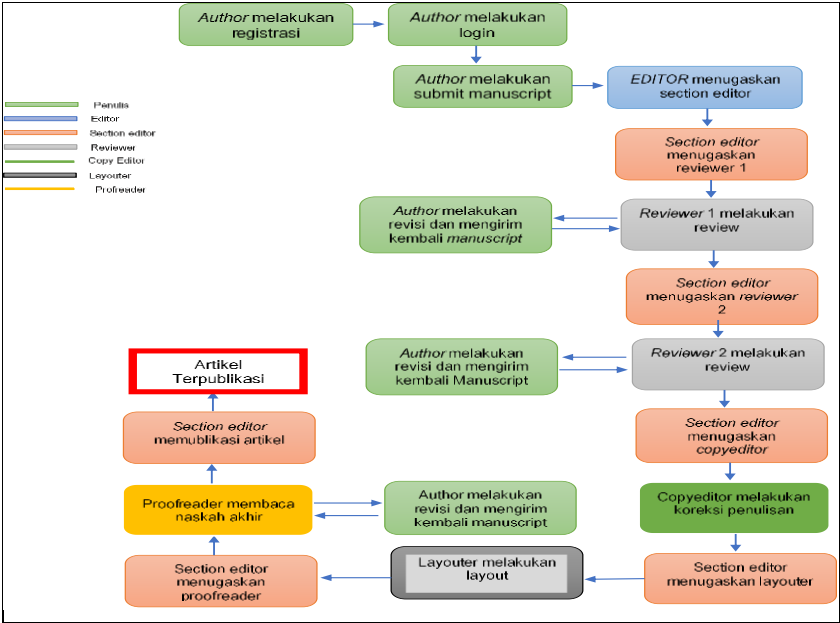 Author melakukan
registrasi
Author melakukan
login
Author melakukan
submit manuscript
EDITOR menugaskan
section editor
Penulis
Editor
Section editor
Reviewer
Copy Editor
Layouter
Profreader
Section editor
menugaskan
reviewer 1
Author melakukan
revisi dan mengirim
kembali manuscript
Reviewer 1 melakukan
review
Section editor
menugaskan reviewer
2
Author melakukan
revisi dan mengirim
kembali Manuscript
Reviewer 2 melakukan
review
Section editor
menugaskan
copyeditor
Copyeditor melakukan
koreksi penulisan
Section editor
menugaskan layouter
Layouter melakukan
layout
Section editor
menugaskan
proofreader
Proofreader membaca
naskah akhir
Author melakukan
revisi dan mengirim
kembali manuscript
Section editor
memublikasi artikel
Artikel
Terpublikasi